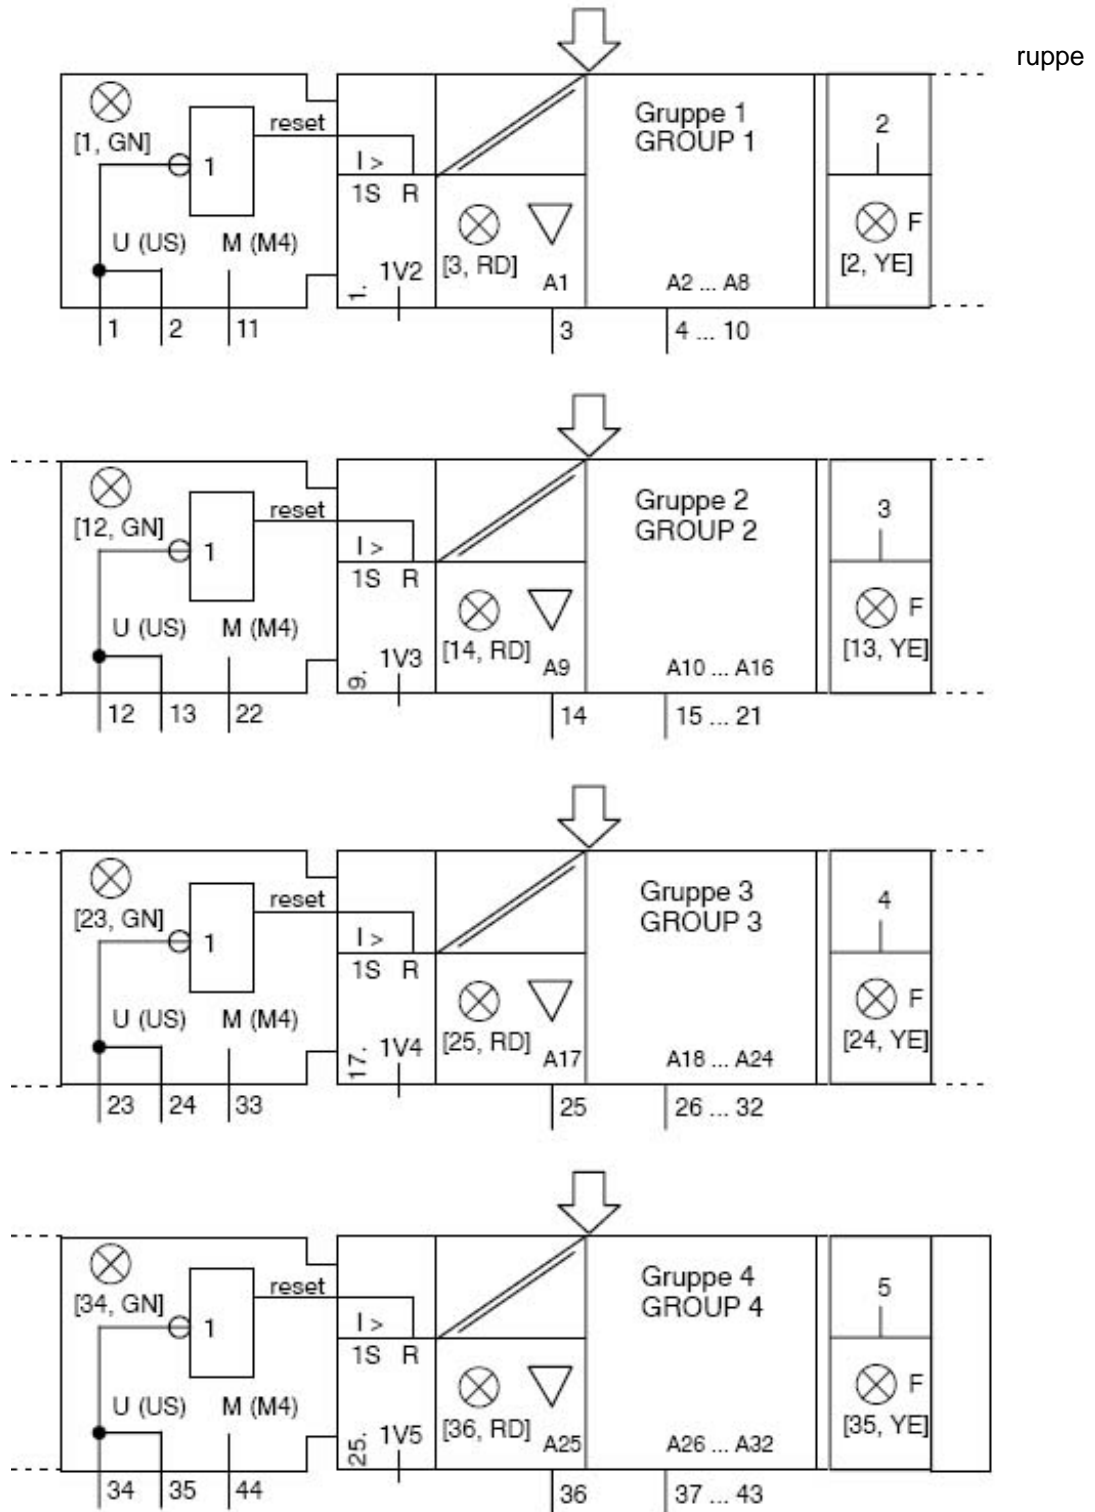 ruppe
Gruppe 1
GROUP 1
2
reset
[1, GN]
1
I >
1S R
F
U (US) M (M4)
1V2
[3, RD]
A1
A2 ... A8
[2, YE]
1.
1 2 11 3 4 ... 10
Gruppe 2
GROUP 2
3
reset
[12, GN]
1
I >
1S R
F
U (US) M (M4)
1V3
[14, RD]
A9
A10 ... A16
[13, YE]
9.
12 13 22 14 15 ... 21
Gruppe 3
GROUP 3
4
reset
[23, GN]
1
I >
1S R
F
U (US) M (M4)
1V4
[25, RD]
A17
A18 ... A24
[24, YE]
17.
23 24 33 25 26 ... 32
Gruppe 4
GROUP 4
5
reset
[34, GN]
1
I >
1S R
F
U (US) M (M4)
1V5
[36, RD]
A25
A26 ... A32
[35, YE]
25.
34 35 44 36 37 ... 43